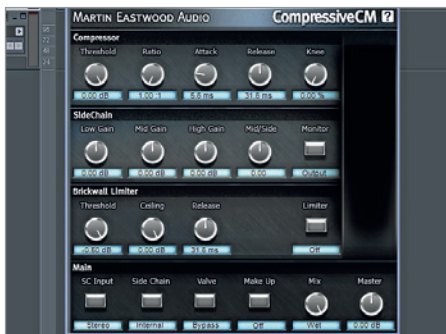 MARTIN EASTWOOD AUDIO CompressiveCM ?
Compressor
Threshold Ratio Attack Release Knee
0.00 dB 1.00:1 5.6 ms 31.6 ms 0.00 %
SideChain
Low Gain Mid Gain High Gain Mid/Side Monitor
0.00 dB 0.00 dB 0.00 dB 0.00 Output
Brickwall Limiter
Threshold Ceiling Release Limiter
-0.50 dB 0.00 dB 31.6 ms Off
Main
SC Input Side Chain Valve Make Up Mix Master
Stereo Internal Bypass Off Wet 0.00 dB